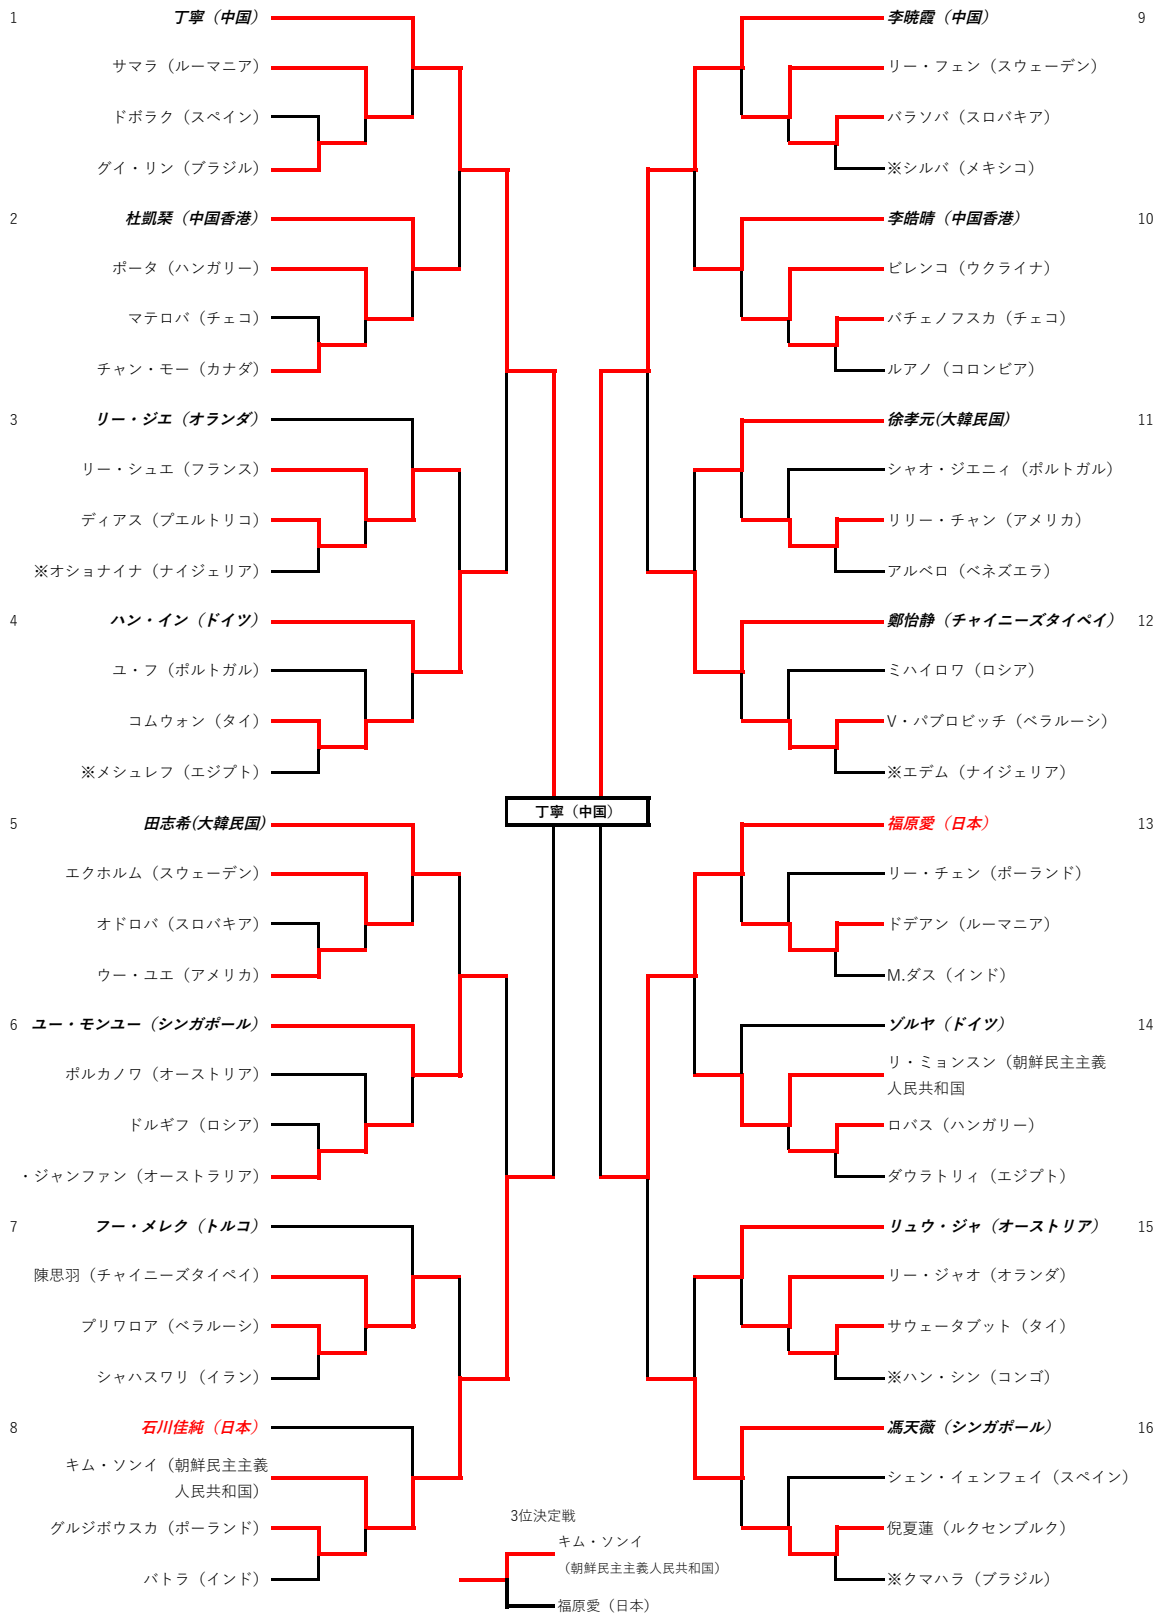 1
丁寧（中国）
サマラ（ルーマニア）
ドボラク（スペイン）
グイ・リン（ブラジル）
2
杜凱栞（中国香港）
ポータ（ハンガリー）
マテロバ（チェコ）
チャン・モー（カナダ）
3
リー・ジエ（オランダ）
リー・シュエ（フランス）
ディアス（プエルトリコ）
※オショナイナ（ナイジェリア）
4
ハン・イン（ドイツ）
ユ・フ（ポルトガル）
コムウォン（タイ）
※メシュレフ（エジプト）
5
田志希(大韓民国)
エクホルム（スウェーデン）
オドロバ（スロバキア）
ウー・ユエ（アメリカ）
6
ユー・モンユー（シンガポール）
ポルカノワ（オーストリア）
ドルギフ（ロシア）
・ジャンファン（オーストラリア）
7
フー・メレク（トルコ）
陳思羽（チャイニーズタイペイ）
プリワロア（ベラルーシ）
シャハスワリ（イラン）
8
石川佳純（日本）
キム・ソンイ（朝鮮民主主義
人民共和国）
グルジボウスカ（ポーランド）
バトラ（インド）
9
李暁霞（中国）
リー・フェン（スウェーデン）
バラソバ（スロバキア）
※シルバ（メキシコ）
10
李皓晴（中国香港）
ビレンコ（ウクライナ）
バチェノフスカ（チェコ）
ルアノ（コロンビア）
11
徐孝元(大韓民国)
シャオ・ジエニィ（ポルトガル）
リリー・チャン（アメリカ）
アルベロ（ベネズエラ）
12
鄭怡静（チャイニーズタイペイ）
ミハイロワ（ロシア）
V・パブロビッチ（ベラルーシ）
※エデム（ナイジェリア）
13
福原愛（日本）
リー・チェン（ポーランド）
ドデアン（ルーマニア）
M.ダス（インド）
14
ゾルヤ（ドイツ）
リ・ミョンスン（朝鮮民主主義
人民共和国
ロバス（ハンガリー）
ダウラトリィ（エジプト）
15
リュウ・ジャ（オーストリア）
リー・ジャオ（オランダ）
サウェータブット（タイ）
※ハン・シン（コンゴ）
16
馮天薇（シンガポール）
シェン・イェンフェイ（スペイン）
倪夏蓮（ルクセンブルク）
※クマハラ（ブラジル）
丁寧（中国）
3位決定戦
キム・ソンイ
（朝鮮民主主義人民共和国）
福原愛（日本）